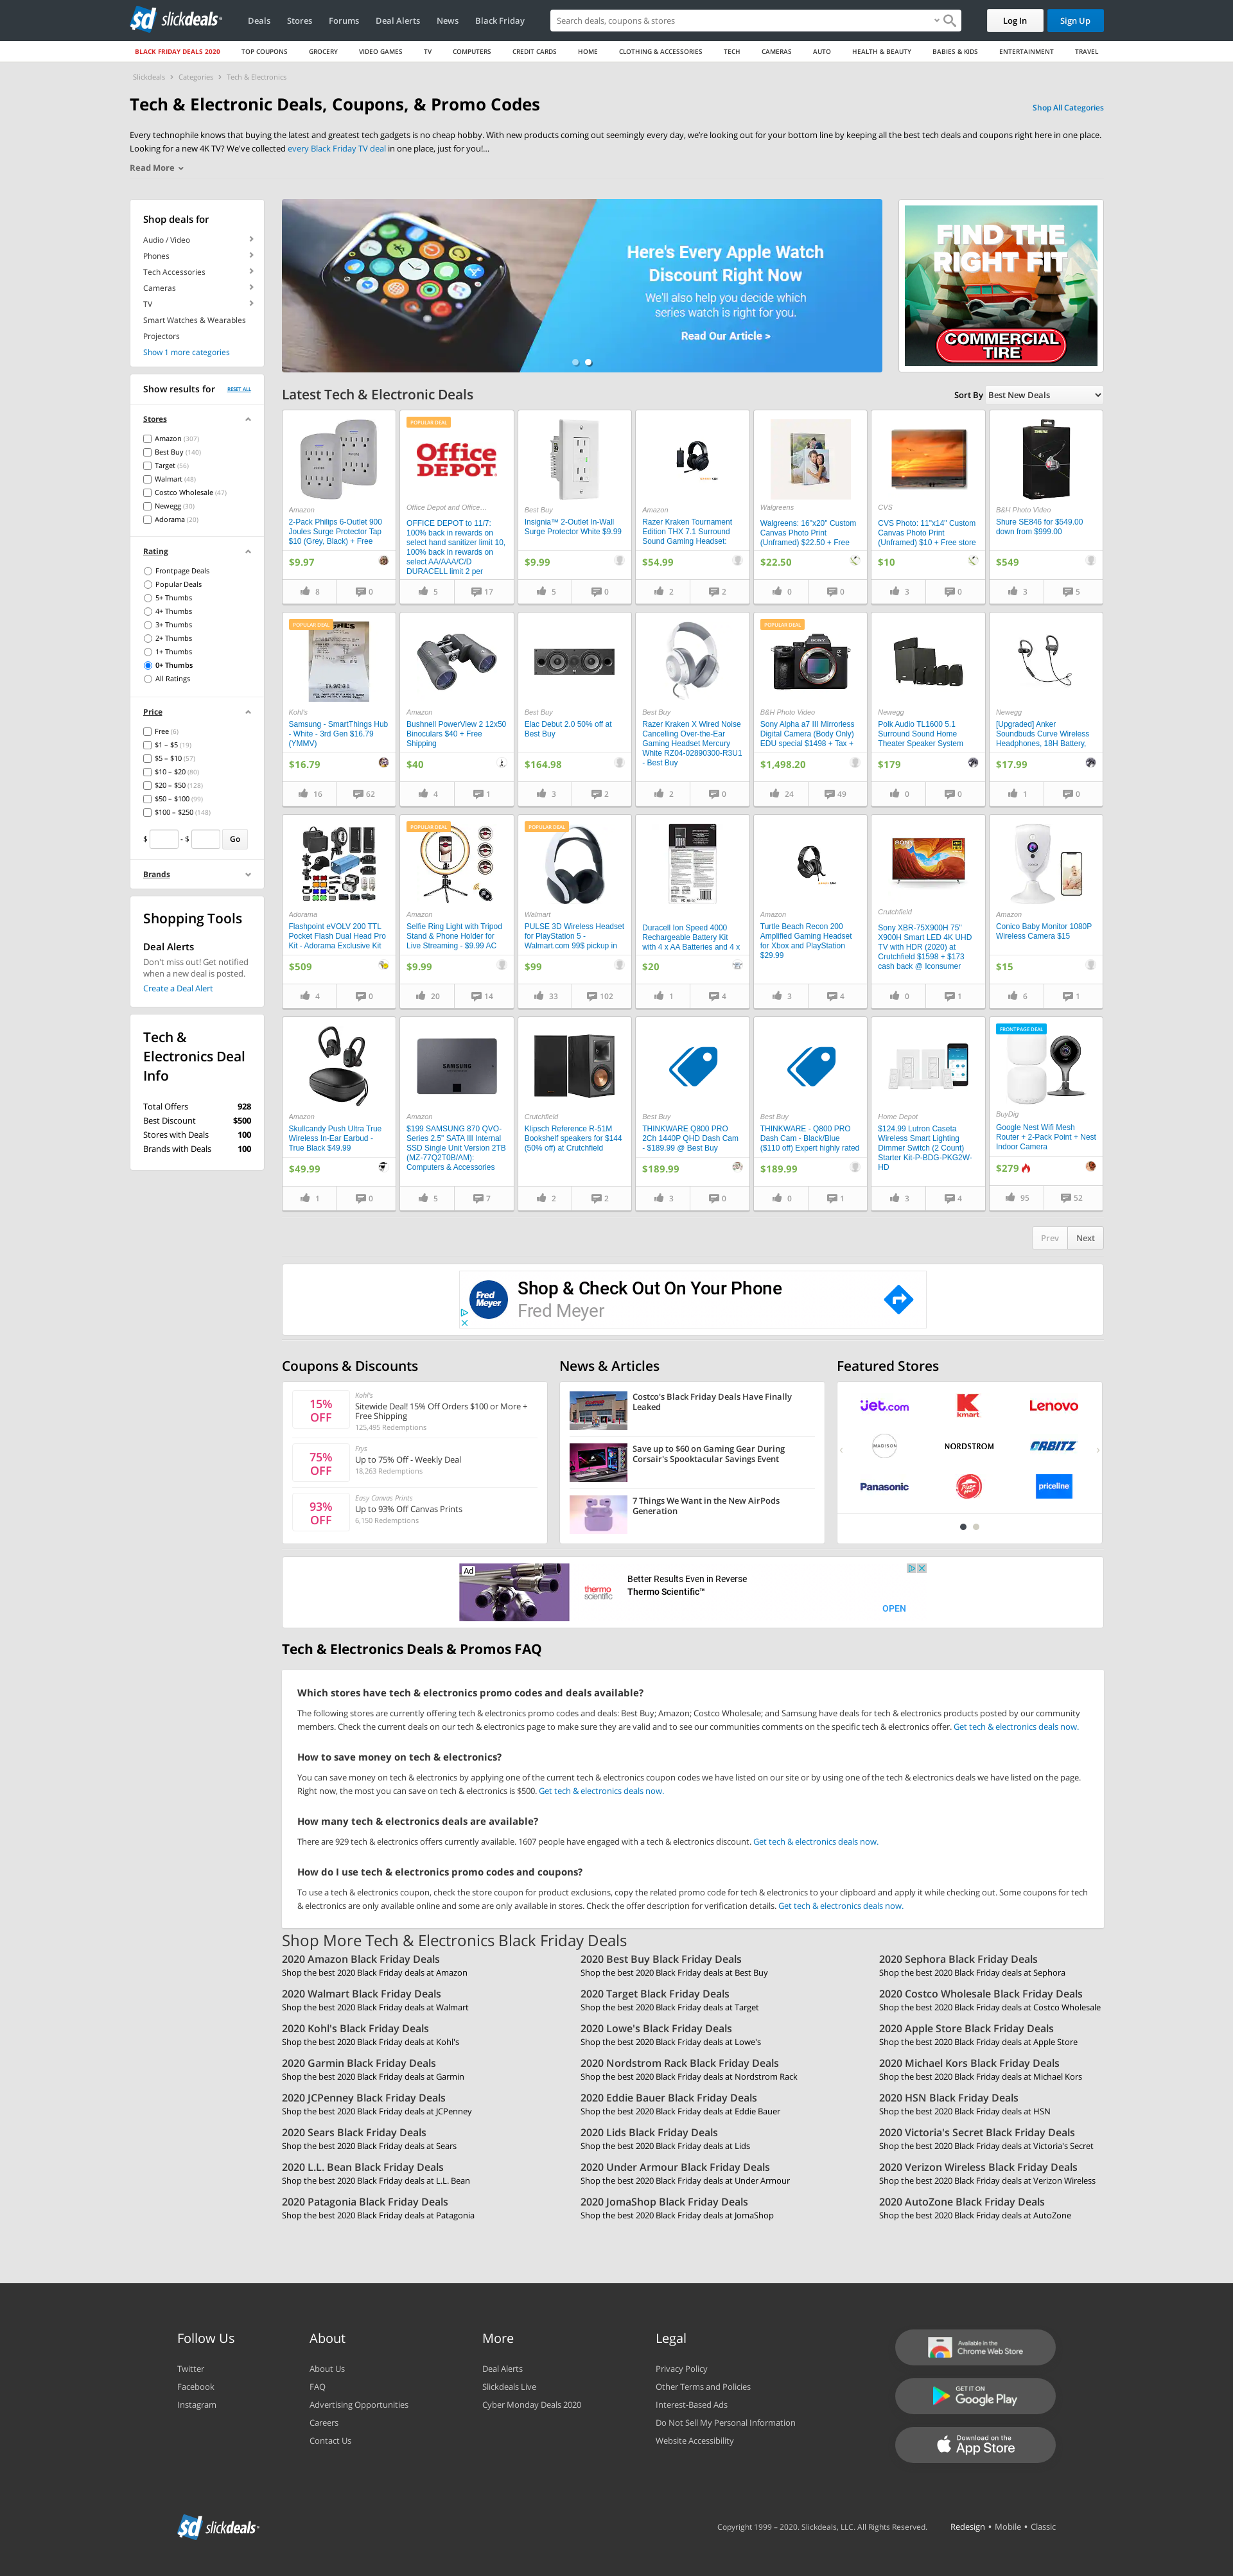 slickdeals
Deals
Stores
Forums
Deal Alerts
News
Black Friday
Search deals, coupons & stores
Log In
Sign Up
BLACK FRIDAY DEALS 2020
TOP COUPONS
GROCERY
VIDEO GAMES
TV
COMPUTERS
CREDIT CARDS
HOME
CLOTHING & ACCESSORIES
TECH
CAMERAS
AUTO
HEALTH & BEAUTY
BABIES & KIDS
ENTERTAINMENT
TRAVEL
Slickdeals > Categories > Tech & Electronics
Tech & Electronic Deals, Coupons, & Promo Codes
Shop All Categories
Every technophile knows that buying the latest and greatest tech gadgets is no cheap hobby. With new products coming out seemingly every day, we're looking out for your bottom line by keeping all the best tech deals and coupons right here in one place.
Looking for a new 4K TV? We've collected every Black Friday TV deal in one place, just for you!...
Read More
Shop deals for
Audio / Video
Phones
Tech Accessories
Cameras
TV
Smart Watches & Wearables
Projectors
Show 1 more categories
Show results for
RESET ALL
Stores
Amazon (307)
Best Buy (140)
Target (56)
Walmart (48)
Costco Wholesale (47)
Newegg (30)
Adorama (20)
Rating
Frontpage Deals
Popular Deals
5+ Thumbs
4+ Thumbs
3+ Thumbs
2+ Thumbs
1+ Thumbs
0+ Thumbs
All Ratings
Price
Free (6)
$1 – $5 (19)
$5 – $10 (57)
$10 – $20 (80)
$20 – $50 (128)
$50 – $100 (99)
$100 – $250 (148)
$ - $ Go
Brands
Shopping Tools
Deal Alerts
Don't miss out! Get notified
when a new deal is posted.
Create a Deal Alert
Tech &
Electronics Deal
Info
Total Offers 928
Best Discount $500
Stores with Deals 100
Brands with Deals 100
Here's Every Apple Watch
Discount Right Now
We'll also help you decide which
series watch is right for you.
Read Our Article >
FIND THE
RIGHT FIT
COMMERCIAL
TIRE
Latest Tech & Electronic Deals
Sort By Best New Deals
Amazon
2-Pack Philips 6-Outlet 900
Joules Surge Protector Tap
$10 (Grey, Black) + Free
$9.97
8
0
POPULAR DEAL
Office DEPOT
Office Depot and Office...
OFFICE DEPOT to 11/7:
100% back in rewards on
select hand sanitizer limit 10,
100% back in rewards on
select AA/AAA/C/D
DURACELL limit 2 per
5
17
Best Buy
Insignia™ 2-Outlet In-Wall
Surge Protector White $9.99
$9.99
5
0
Amazon
Razer Kraken Tournament
Edition THX 7.1 Surround
Sound Gaming Headset:
$54.99
2
2
Walgreens
Walgreens: 16"x20" Custom
Canvas Photo Print
(Unframed) $22.50 + Free
$22.50
0
0
CVS
CVS Photo: 11"x14" Custom
Canvas Photo Print
(Unframed) $10 + Free store
$10
3
0
B&H Photo Video
Shure SE846 for $549.00
down from $999.00
$549
3
5
POPULAR DEAL
Kohl's
Samsung - SmartThings Hub
- White - 3rd Gen $16.79
(YMMV)
$16.79
16
62
Amazon
Bushnell PowerView 2 12x50
Binoculars $40 + Free
Shipping
$40
4
1
Best Buy
Elac Debut 2.0 50% off at
Best Buy
$164.98
3
2
Best Buy
Razer Kraken X Wired Noise
Cancelling Over-the-Ear
Gaming Headset Mercury
White RZ04-02890300-R3U1
- Best Buy
2
0
POPULAR DEAL
SONY
B&H Photo Video
Sony Alpha a7 III Mirrorless
Digital Camera (Body Only)
EDU special $1498 + Tax +
$1,498.20
24
49
Newegg
Polk Audio TL1600 5.1
Surround Sound Home
Theater Speaker System
$179
0
0
Newegg
[Upgraded] Anker
Soundbuds Curve Wireless
Headphones, 18H Battery,
$17.99
1
0
Adorama
Flashpoint eVOLV 200 TTL
Pocket Flash Dual Head Pro
Kit - Adorama Exclusive Kit
$509
4
0
POPULAR DEAL
Amazon
Selfie Ring Light with Tripod
Stand & Phone Holder for
Live Streaming - $9.99 AC
$9.99
20
14
POPULAR DEAL
Walmart
PULSE 3D Wireless Headset
for PlayStation 5 -
Walmart.com 99$ pickup in
$99
33
102
Duracell Ion Speed 4000
Rechargeable Battery Kit
with 4 x AA Batteries and 4 x
$20
1
4
Amazon
Turtle Beach Recon 200
Amplified Gaming Headset
for Xbox and PlayStation
$29.99
3
4
SONY
Crutchfield
Sony XBR-75X900H 75"
X900H Smart LED 4K UHD
TV with HDR (2020) at
Crutchfield $1598 + $173
cash back @ Iconsumer
0
1
Amazon
Conico Baby Monitor 1080P
Wireless Camera $15
$15
6
1
Amazon
Skullcandy Push Ultra True
Wireless In-Ear Earbud -
True Black $49.99
$49.99
1
0
SAMSUNG
Amazon
$199 SAMSUNG 870 QVO-
Series 2.5" SATA III Internal
SSD Single Unit Version 2TB
(MZ-77Q2T0B/AM):
Computers & Accessories
5
7
Crutchfield
Klipsch Reference R-51M
Bookshelf speakers for $144
(50% off) at Crutchfield
2
2
Best Buy
THINKWARE Q800 PRO
2Ch 1440P QHD Dash Cam
- $189.99 @ Best Buy
$189.99
3
0
Best Buy
THINKWARE - Q800 PRO
Dash Cam - Black/Blue
($110 off) Expert highly rated
$189.99
0
1
Home Depot
$124.99 Lutron Caseta
Wireless Smart Lighting
Dimmer Switch (2 Count)
Starter Kit-P-BDG-PKG2W-
HD
3
4
FRONTPAGE DEAL
BuyDig
Google Nest Wifi Mesh
Router + 2-Pack Point + Nest
Indoor Camera
$279
95
52
Prev
Next
Fred Meyer
Shop & Check Out On Your Phone
Fred Meyer
Coupons & Discounts
15%
OFF
Kohl's
Sitewide Deal! 15% Off Orders $100 or More +
Free Shipping
125,495 Redemptions
75%
OFF
Frys
Up to 75% Off - Weekly Deal
18,263 Redemptions
93%
OFF
Easy Canvas Prints
Up to 93% Off Canvas Prints
6,150 Redemptions
News & Articles
Costco's Black Friday Deals Have Finally
Leaked
Save up to $60 on Gaming Gear During
Corsair's Spooktacular Savings Event
7 Things We Want in the New AirPods
Generation
Featured Stores
jet.com
kmart
Lenovo
MADISON
NORDSTROM
ORBITZ
Panasonic
Pizza Hut
priceline
Ad
thermo
scientific
Better Results Even in Reverse
Thermo Scientific™
OPEN
Tech & Electronics Deals & Promos FAQ
Which stores have tech & electronics promo codes and deals available?
The following stores are currently offering tech & electronics promo codes and deals: Best Buy; Amazon; Costco Wholesale; and Samsung have deals for tech & electronics products posted by our community
members. Check the current deals on our tech & electronics page to make sure they are valid and to see our communities comments on the specific tech & electronics offer. Get tech & electronics deals now.
How to save money on tech & electronics?
You can save money on tech & electronics by applying one of the current tech & electronics coupon codes we have listed on our site or by using one of the tech & electronics deals we have listed on the page.
Right now, the most you can save on tech & electronics is $500. Get tech & electronics deals now.
How many tech & electronics deals are available?
There are 929 tech & electronics offers currently available. 1607 people have engaged with a tech & electronics discount. Get tech & electronics deals now.
How do I use tech & electronics promo codes and coupons?
To use a tech & electronics coupon, check the store coupon for product exclusions, copy the related promo code for tech & electronics to your clipboard and apply it while checking out. Some coupons for tech
& electronics are only available online and some are only available in stores. Check the offer description for verification details. Get tech & electronics deals now.
Shop More Tech & Electronics Black Friday Deals
2020 Amazon Black Friday Deals
Shop the best 2020 Black Friday deals at Amazon
2020 Best Buy Black Friday Deals
Shop the best 2020 Black Friday deals at Best Buy
2020 Sephora Black Friday Deals
Shop the best 2020 Black Friday deals at Sephora
2020 Walmart Black Friday Deals
Shop the best 2020 Black Friday deals at Walmart
2020 Target Black Friday Deals
Shop the best 2020 Black Friday deals at Target
2020 Costco Wholesale Black Friday Deals
Shop the best 2020 Black Friday deals at Costco Wholesale
2020 Kohl's Black Friday Deals
Shop the best 2020 Black Friday deals at Kohl's
2020 Lowe's Black Friday Deals
Shop the best 2020 Black Friday deals at Lowe's
2020 Apple Store Black Friday Deals
Shop the best 2020 Black Friday deals at Apple Store
2020 Garmin Black Friday Deals
Shop the best 2020 Black Friday deals at Garmin
2020 Nordstrom Rack Black Friday Deals
Shop the best 2020 Black Friday deals at Nordstrom Rack
2020 Michael Kors Black Friday Deals
Shop the best 2020 Black Friday deals at Michael Kors
2020 JCPenney Black Friday Deals
Shop the best 2020 Black Friday deals at JCPenney
2020 Eddie Bauer Black Friday Deals
Shop the best 2020 Black Friday deals at Eddie Bauer
2020 HSN Black Friday Deals
Shop the best 2020 Black Friday deals at HSN
2020 Sears Black Friday Deals
Shop the best 2020 Black Friday deals at Sears
2020 Lids Black Friday Deals
Shop the best 2020 Black Friday deals at Lids
2020 Victoria's Secret Black Friday Deals
Shop the best 2020 Black Friday deals at Victoria's Secret
2020 L.L. Bean Black Friday Deals
Shop the best 2020 Black Friday deals at L.L. Bean
2020 Under Armour Black Friday Deals
Shop the best 2020 Black Friday deals at Under Armour
2020 Verizon Wireless Black Friday Deals
Shop the best 2020 Black Friday deals at Verizon Wireless
2020 Patagonia Black Friday Deals
Shop the best 2020 Black Friday deals at Patagonia
2020 JomaShop Black Friday Deals
Shop the best 2020 Black Friday deals at JomaShop
2020 AutoZone Black Friday Deals
Shop the best 2020 Black Friday deals at AutoZone
Follow Us
Twitter
Facebook
Instagram
About
About Us
FAQ
Advertising Opportunities
Careers
Contact Us
More
Deal Alerts
Slickdeals Live
Cyber Monday Deals 2020
Legal
Privacy Policy
Other Terms and Policies
Interest-Based Ads
Do Not Sell My Personal Information
Website Accessibility
Available in the
Chrome Web Store
GET IT ON
Google Play
Download on the
App Store
slickdeals
Copyright 1999 – 2020. Slickdeals, LLC. All Rights Reserved.
Redesign • Mobile • Classic